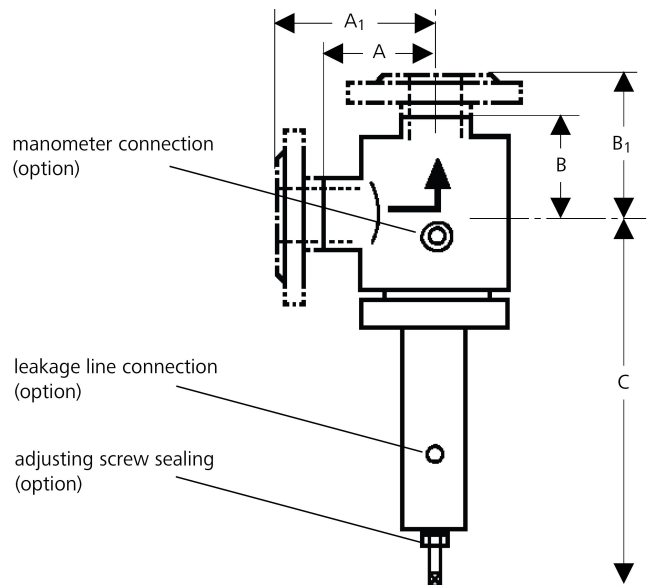 A₁
A
manometer connection
(option)
B
B₁
leakage line connection
(option)
C
adjusting screw sealing
(option)